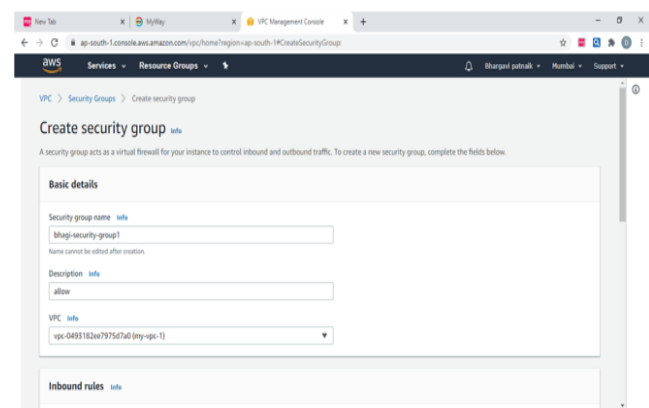 New Tab
MyWay
VPC Management Console
ap-south-1.console.aws.amazon.com/vpc/home?region=ap-south-1#CreateSecurityGroup:
aws Services Resource Groups Bhargavi patnaik Mumbai Support
VPC > Security Groups > Create security group
Create security group Info
A security group acts as a virtual firewall for your instance to control inbound and outbound traffic. To create a new security group, complete the fields below.
Basic details
Security group name Info
bhagi-security-group1
Name cannot be edited after creation.
Description Info
allow
VPC Info
vpc-0493182ee7975d7a0 (my-vpc-1)
Inbound rules Info